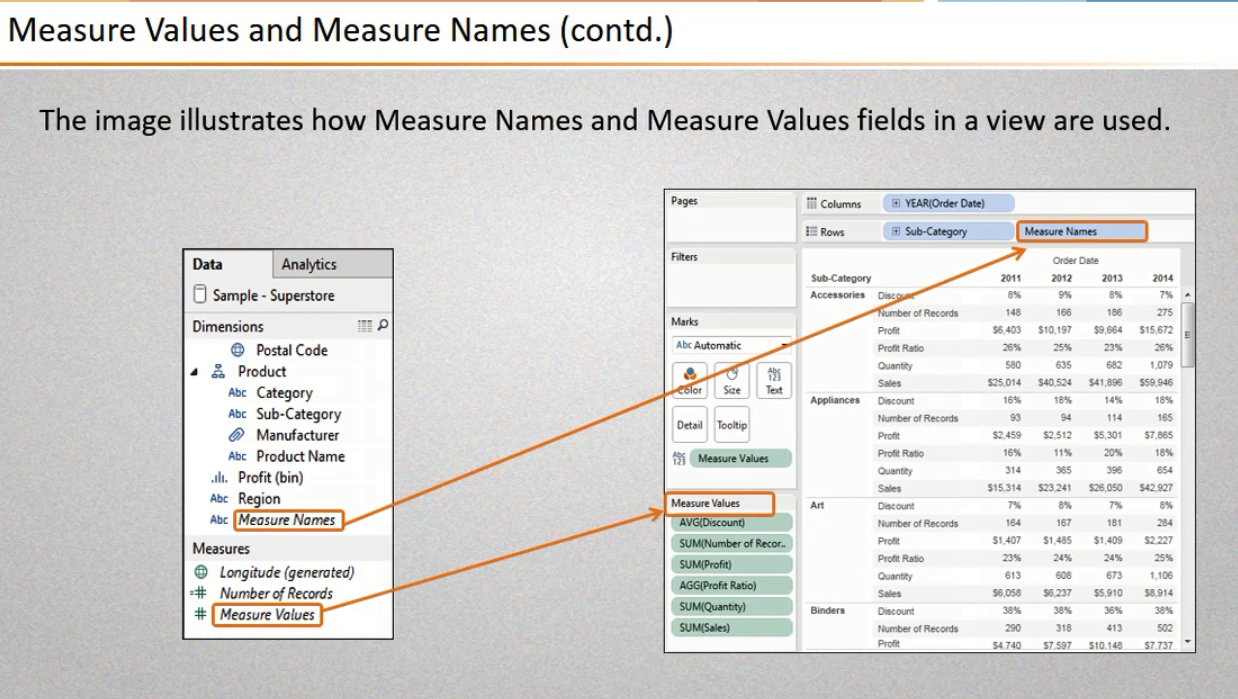 Measure Values and Measure Names (contd.)
The image illustrates how Measure Names and Measure Values fields in a view are used.
Data Analytics
Sample - Superstore
Dimensions
Postal Code
Product
Abc Category
Abc Sub-Category
Manufacturer
Abc Product Name
Profit (bin)
Abc Region
Abc Measure Names
Measures
Longitude (generated)
Number of Records
Measure Values
Pages
Filters
Marks
Abc Automatic
Color Size Text
Detail Tooltip
Measure Values
Measure Values
AVG(Discount)
SUM(Number of Recor..
SUM(Profit)
AGG(Profit Ratio)
SUM(Quantity)
SUM(Sales)
Columns YEAR(Order Date)
Rows Sub-Category Measure Names
Order Date
Sub-Category 2011 2012 2013 2014
Accessories Discount 8% 9% 8% 7%
Number of Records 148 166 186 275
Profit $6,403 $10,197 $9,664 $15,672
Profit Ratio 26% 25% 23% 26%
Quantity 580 635 682 1,079
Sales $25,014 $40,524 $41,896 $59,946
Appliances Discount 16% 18% 14% 18%
Number of Records 93 94 114 165
Profit $2,459 $2,512 $5,301 $7,865
Profit Ratio 16% 11% 20% 18%
Quantity 314 365 396 654
Sales $15,314 $23,241 $26,050 $42,927
Art Discount 7% 8% 7% 8%
Number of Records 164 167 181 284
Profit $1,407 $1,485 $1,409 $2,227
Profit Ratio 23% 24% 24% 25%
Quantity 613 608 673 1,106
Sales $6,058 $6,237 $5,910 $8,914
Binders Discount 38% 38% 36% 38%
Number of Records 290 318 413 502
Profit $4,740 $7,597 $10,148 $7,737